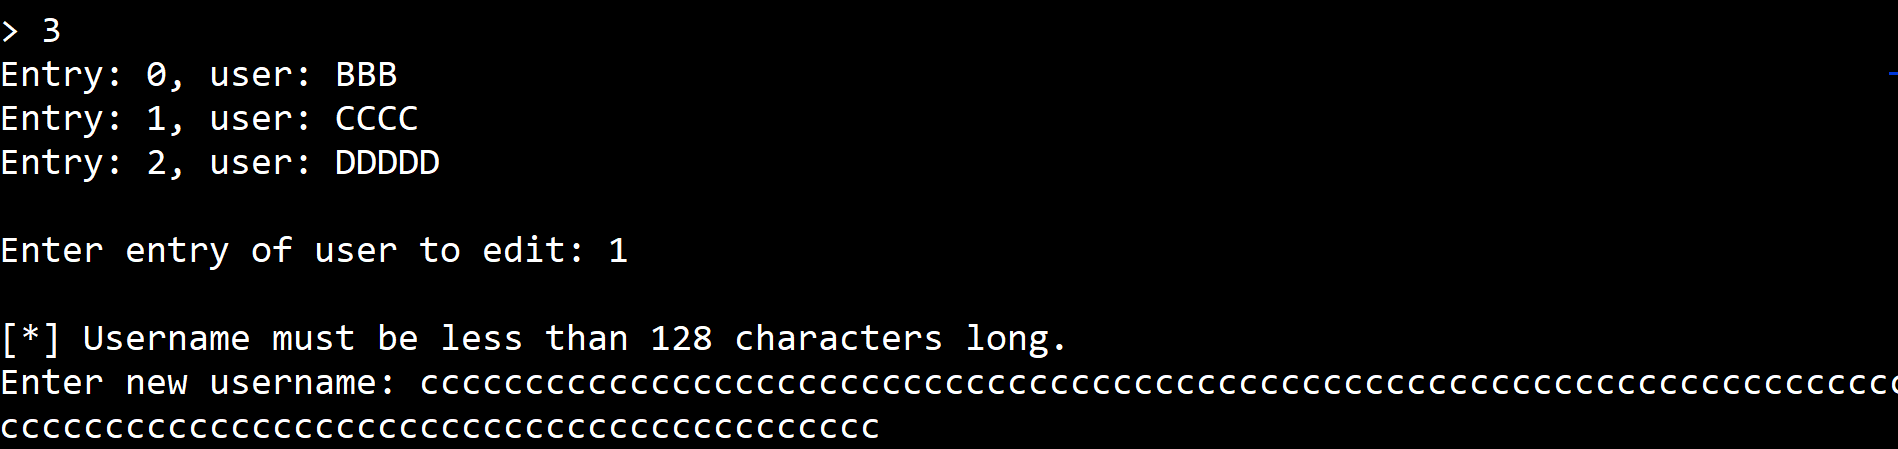 > 3
Entry: 0, user: BBB
Entry: 1, user: CCCC
Entry: 2, user: DDDDD
Enter entry of user to edit: 1
[*] Username must be less than 128 characters long.
Enter new username: ccccccccccccccccccccccccccccccccccccccccccccccccccccccccccccccccccccccc
cccccccccccccccccccccccccccccccccccccccccc